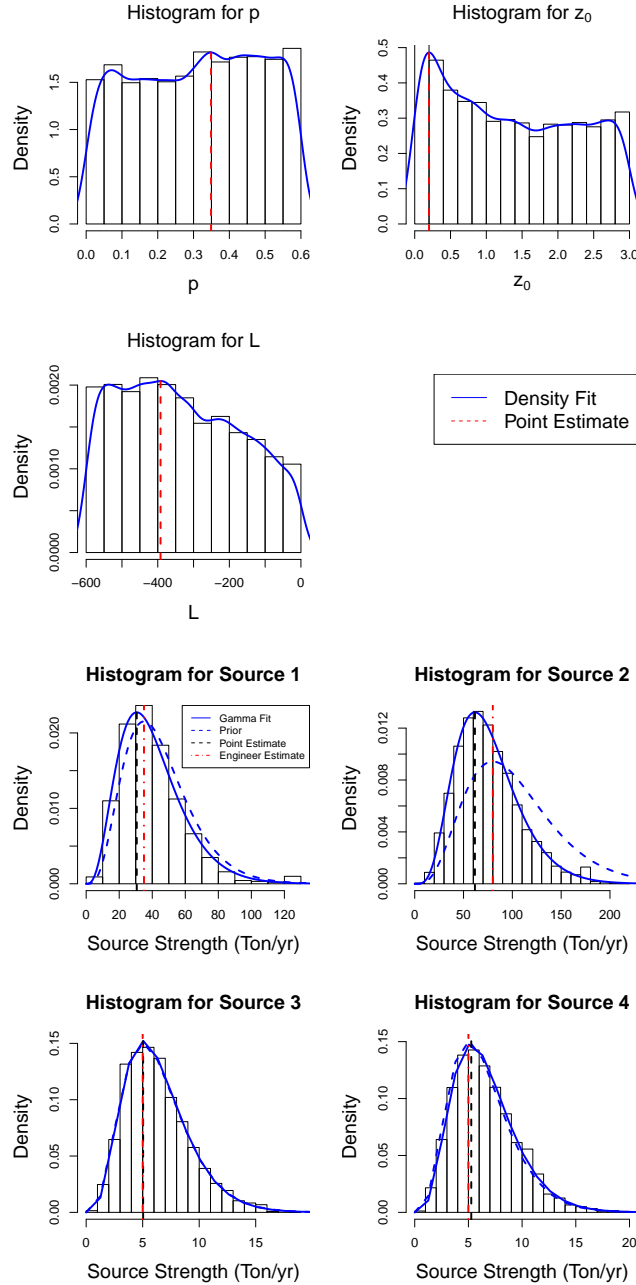 Histogram for p
Density
0.0 0.5 1.0 1.5
0.0 0.1 0.2 0.3 0.4 0.5 0.6
p
Histogram for z0
Density
0.0 0.1 0.2 0.3 0.4 0.5
0.0 0.5 1.0 1.5 2.0 2.5 3.0
z0
Histogram for L
Density
0.0000 0.0010 0.0020
−600 −400 −200 0
L
Density Fit
Point Estimate
Histogram for Source 1
Density
0.000 0.010 0.020
Gamma Fit
Prior
Point Estimate
Engineer Estimate
0 20 40 60 80 100 120
Source Strength (Ton/yr)
Histogram for Source 2
Density
0.000 0.004 0.008 0.012
0 50 100 150 200
Source Strength (Ton/yr)
Histogram for Source 3
Density
0.00 0.05 0.10 0.15
0 5 10 15
Source Strength (Ton/yr)
Histogram for Source 4
Density
0.00 0.05 0.10 0.15
0 5 10 15 20
Source Strength (Ton/yr)